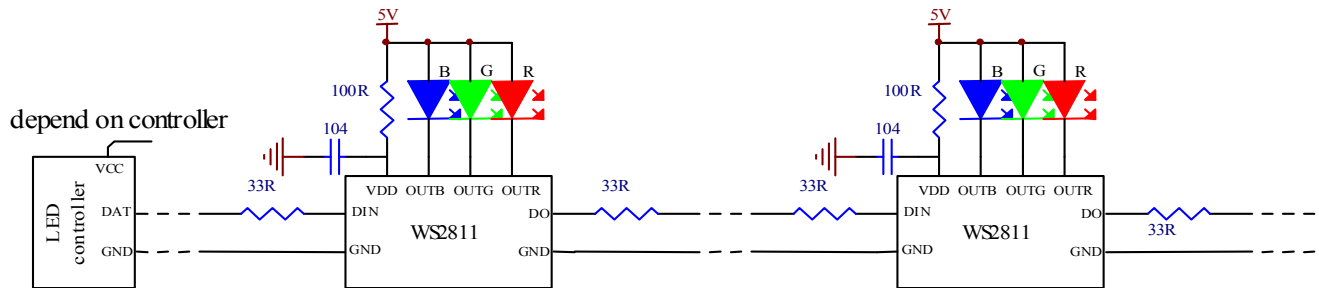 5V
5V
B G R
B G R
100R
100R
depend on controller
104
104
VCC
33R
VDD OUTB OUTG OUTR
33R
33R
VDD OUTB OUTG OUTR
LED controller
DAT
DIN
DO
DIN
DO
WS2811
WS2811
33R
GND
GND
GND
GND
GND